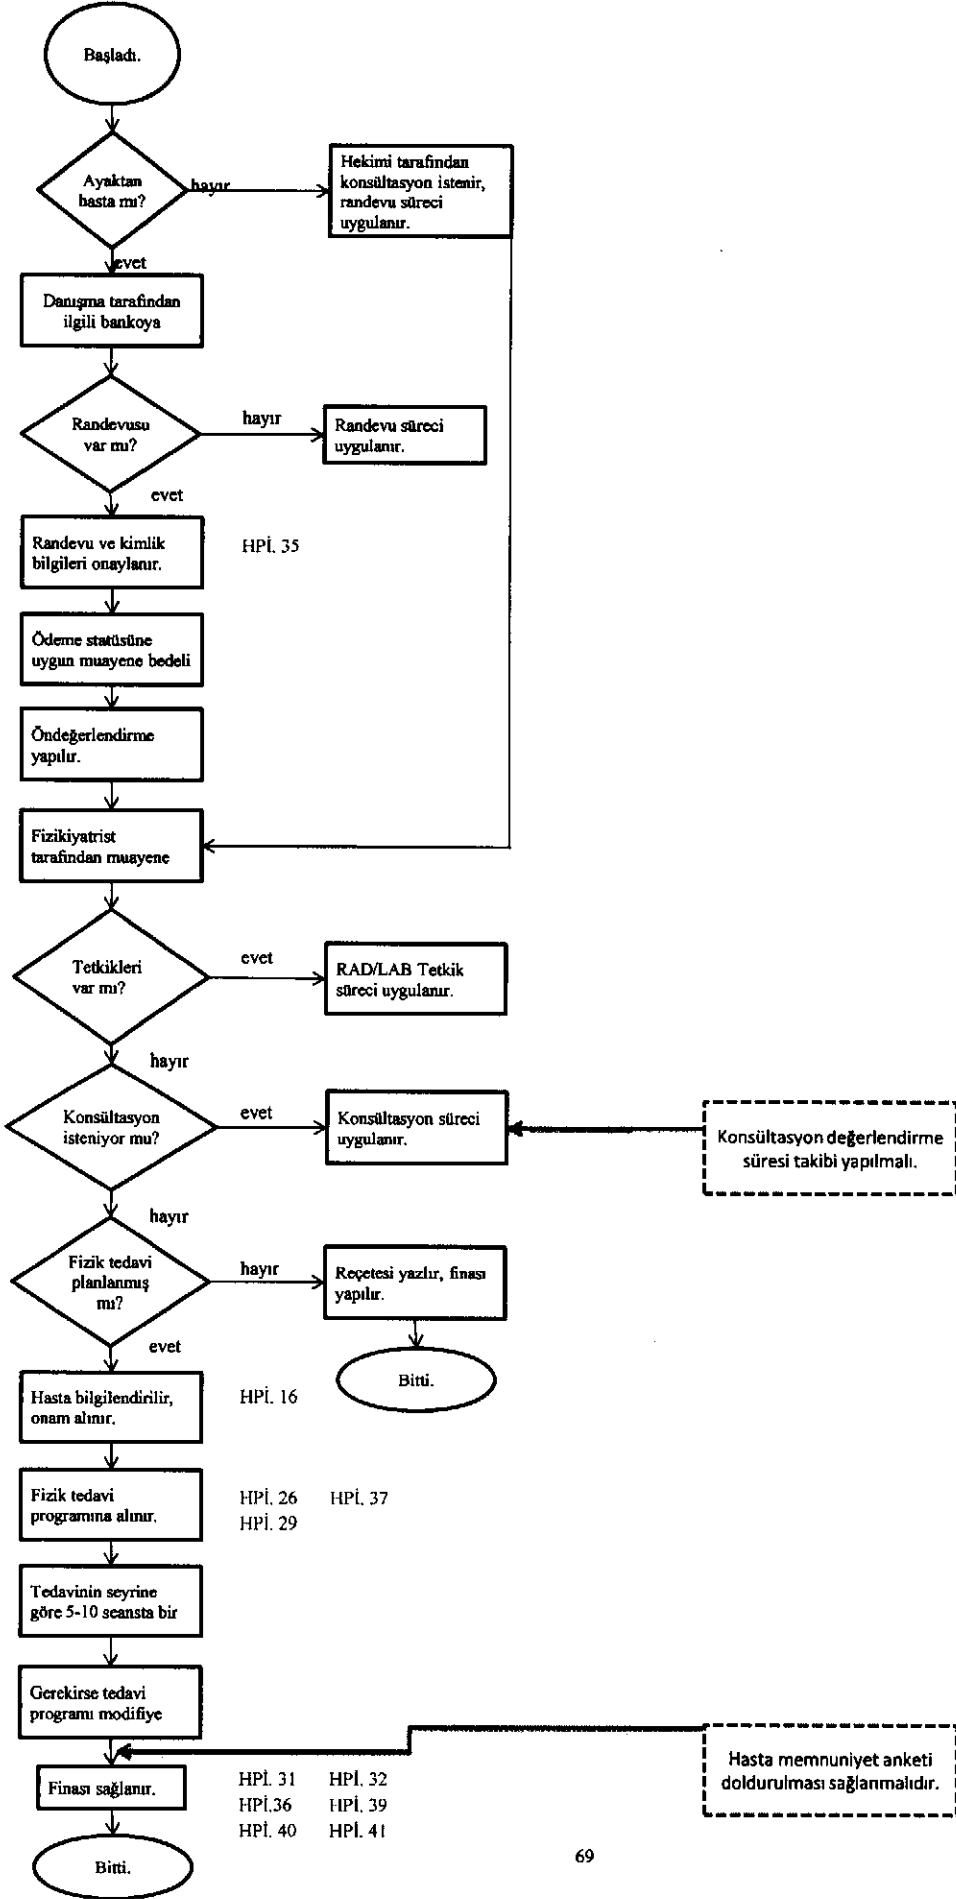 Başladı.
Ayaktan
hasta mı?
hayır
Hekimi tarafından
konsültasyon istenir,
randevu süreci
uygulanır.
evet
Danışma tarafından
ilgili bankoya
Randevusu
var mı?
hayır
Randevu süreci
uygulanır.
evet
Randevu ve kimlik
bilgileri onaylanır.
HPİ. 35
Ödeme statüsüne
uygun muayene bedeli
Öndeğerlendirme
yapılır.
Fizikiyatrist
tarafından muayene
Tetkikleri
var mı?
evet
RAD/LAB Tetkik
süreci uygulanır.
hayır
Konsültasyon
isteniyor mu?
evet
Konsültasyon süreci
uygulanır.
Konsültasyon değerlendirme
süresi takibi yapılmalı.
hayır
Fizik tedavi
planlanmış
mı?
hayır
Reçetesi yazlır, finası
yapılır.
evet
Bitti.
Hasta bilgilendirilir,
onam alınır.
HPİ. 16
Fizik tedavi
programına alınır.
HPİ. 26 HPİ. 37
HPİ. 29
Tedavinin seyrine
göre 5-10 seansta bir
Gerekirse tedavi
programı modifiye
Hasta memnuniyet anketi
doldurulması sağlanmalıdır.
Finası sağlanır.
HPİ. 31 HPİ. 32
HPİ.36 HPİ. 39
HPİ. 40 HPİ. 41
Bitti.
69